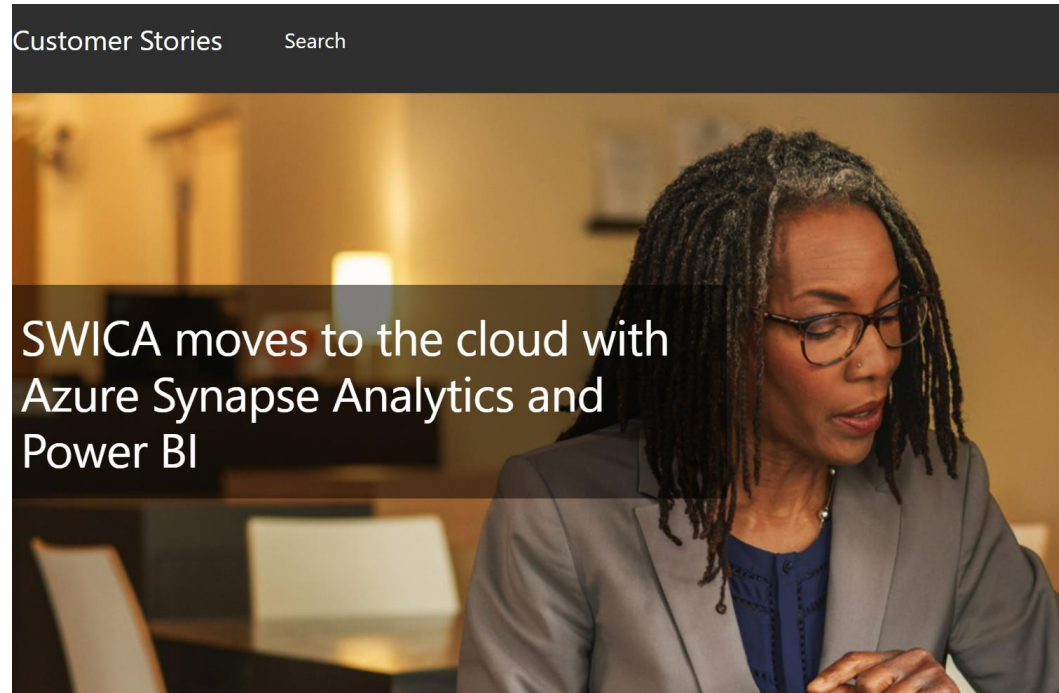 Customer Stories Search
SWICA moves to the cloud with
Azure Synapse Analytics and
Power BI